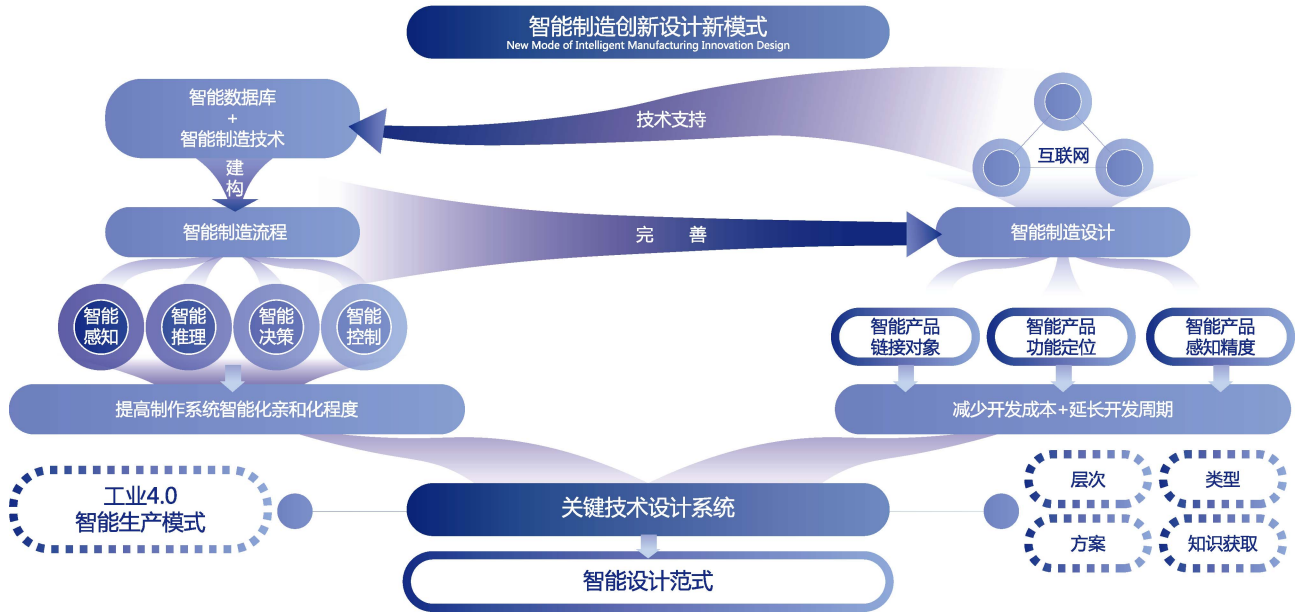 智能制造创新设计新模式
New Mode of Intelligent Manufacturing Innovation Design
智能数据库
+
智能制造技术
技术支持
互联网
建
构
智能制造流程
完 善
智能制造设计
智能
感知
智能
推理
智能
决策
智能
控制
智能产品
链接对象
智能产品
功能定位
智能产品
感知精度
提高制作系统智能化亲和化程度
减少开发成本+延长开发周期
工业4.0
智能生产模式
关键技术设计系统
层次
类型
方案
知识获取
智能设计范式